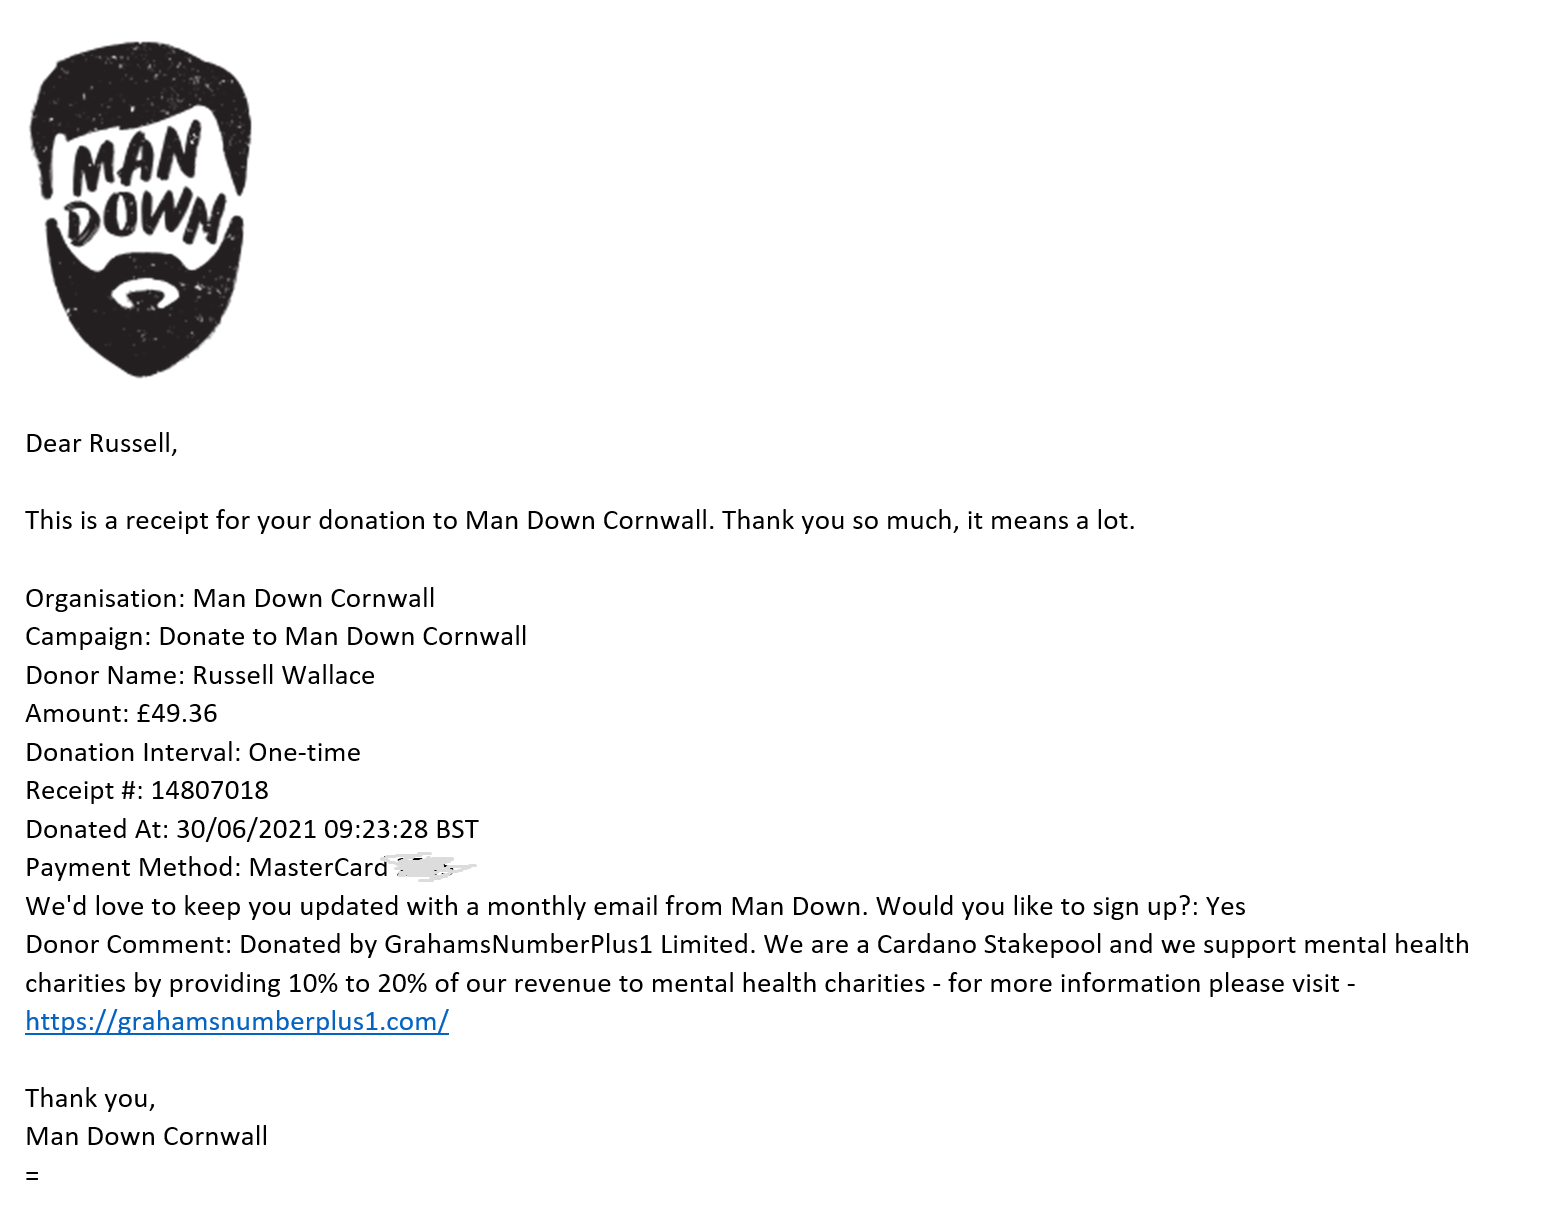 MAN
DOWN
Dear Russell,
This is a receipt for your donation to Man Down Cornwall. Thank you so much, it means a lot.
Organisation: Man Down Cornwall
Campaign: Donate to Man Down Cornwall
Donor Name: Russell Wallace
Amount: £49.36
Donation Interval: One-time
Receipt #: 14807018
Donated At: 30/06/2021 09:23:28 BST
Payment Method: MasterCard
We'd love to keep you updated with a monthly email from Man Down. Would you like to sign up?: Yes
Donor Comment: Donated by GrahamsNumberPlus1 Limited. We are a Cardano Stakepool and we support mental health
charities by providing 10% to 20% of our revenue to mental health charities - for more information please visit -
https://grahamsnumberplus1.com/
Thank you,
Man Down Cornwall
=